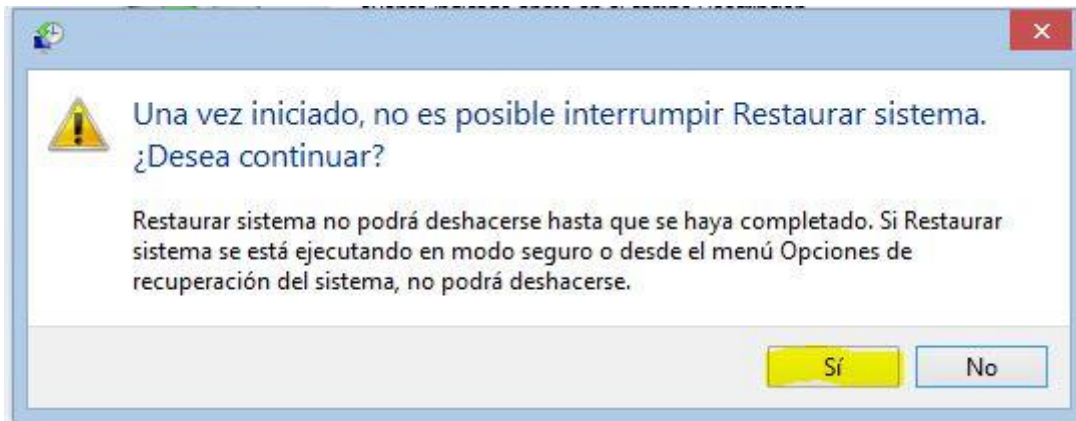 Una vez iniciado, no es posible interrumpir Restaurar sistema.
¿Desea continuar?
Restaurar sistema no podrá deshacerse hasta que se haya completado. Si Restaurar
sistema se está ejecutando en modo seguro o desde el menú Opciones de
recuperación del sistema, no podrá deshacerse.
Sí
No